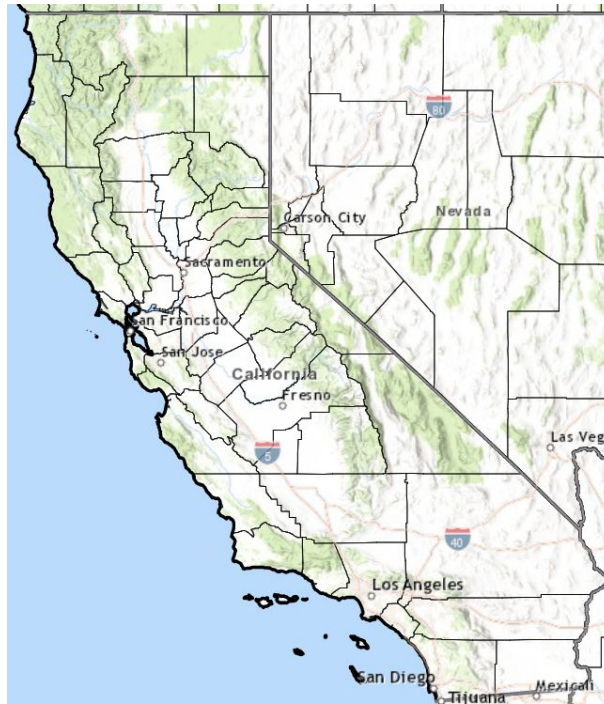 80
Carson City
Nevada
Sacramento
San Francisco
San Jose
California
Fresno
Las Veg
5
40
Los Angeles
San Diego
Mexicali
Tijuana